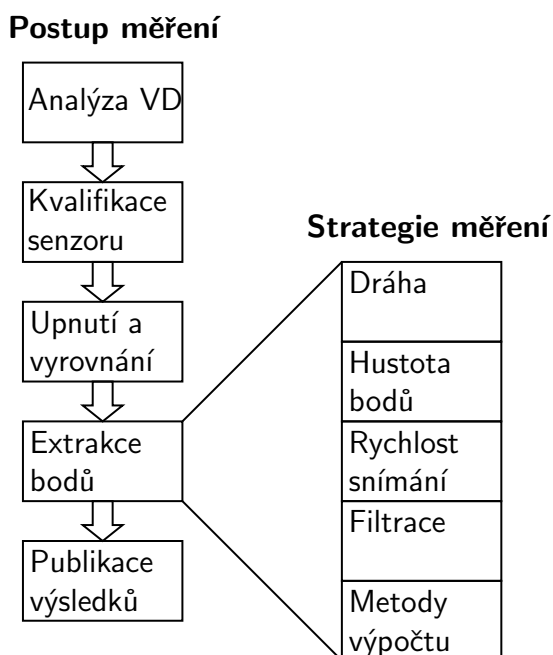 Postup měření
Analýza VD
Kvalifikace
senzoru
Upnutí a
vyrovnání
Extrakce
bodů
Publikace
výsledků
Strategie měření
Dráha
Hustota
bodů
Rychlost
snímání
Filtrace
Metody
výpočtu